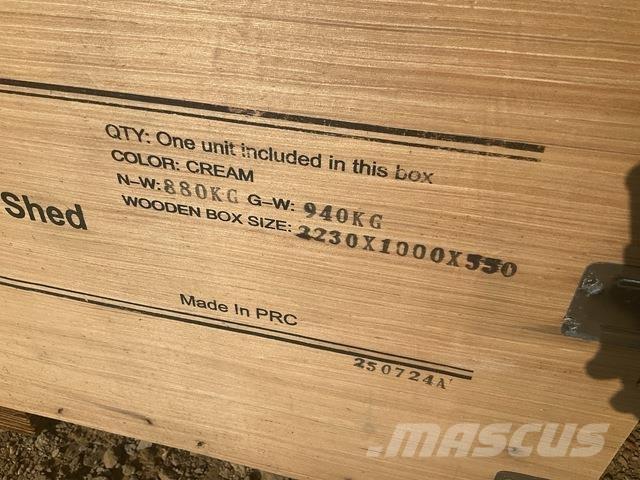 QTY: One unit included in this box
COLOR: CREAM
N-W: 880KG G-W: 940KG
WOODEN BOX SIZE: 2230X1000X550
Shed
Made In PRC
250724A
MASCUS